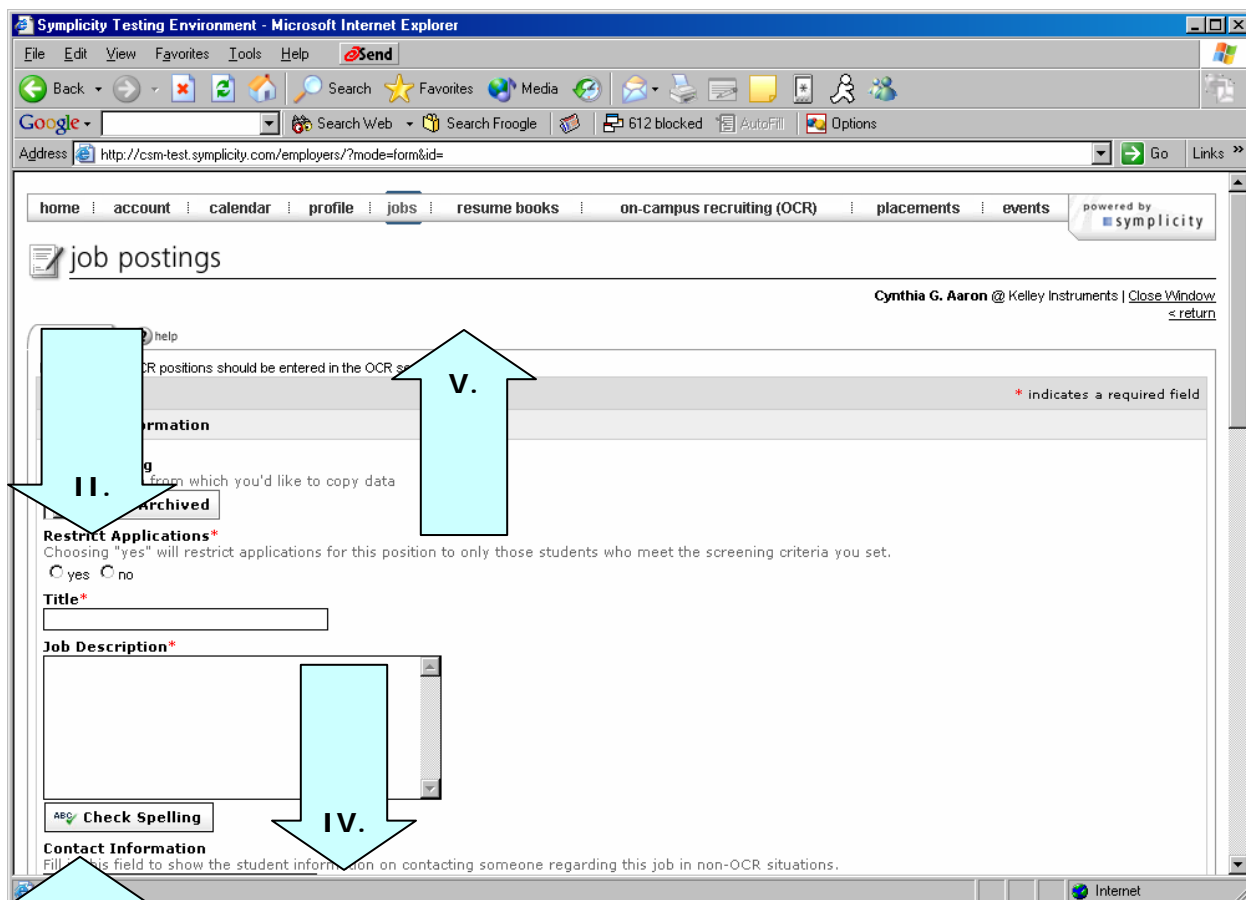 Symplicity Testing Environment - Microsoft Internet Explorer
File Edit View Favorites Tools Help eSend
Back Search Favorites Media
Google Search Web Search Froogle 612 blocked AutoFill Options
Address http://csm-test.symplicity.com/employers/?mode=form&id= Go Links »
home account calendar profile jobs resume books on-campus recruiting (OCR) placements events powered by
symplicity
job postings
Cynthia G. Aaron @ Kelley Instruments | Close Window
< return
help
CR positions should be entered in the OCR
V.
* indicates a required field
rmation
g
from which you'd like to copy data
II.
Archived
Restrict Applications*
Choosing "yes" will restrict applications for this position to only those students who meet the screening criteria you set.
yes no
Title*
Job Description*
ABC Check Spelling
IV.
Contact Information
Fill in this field to show the student information on contacting someone regarding this job in non-OCR situations.
Internet